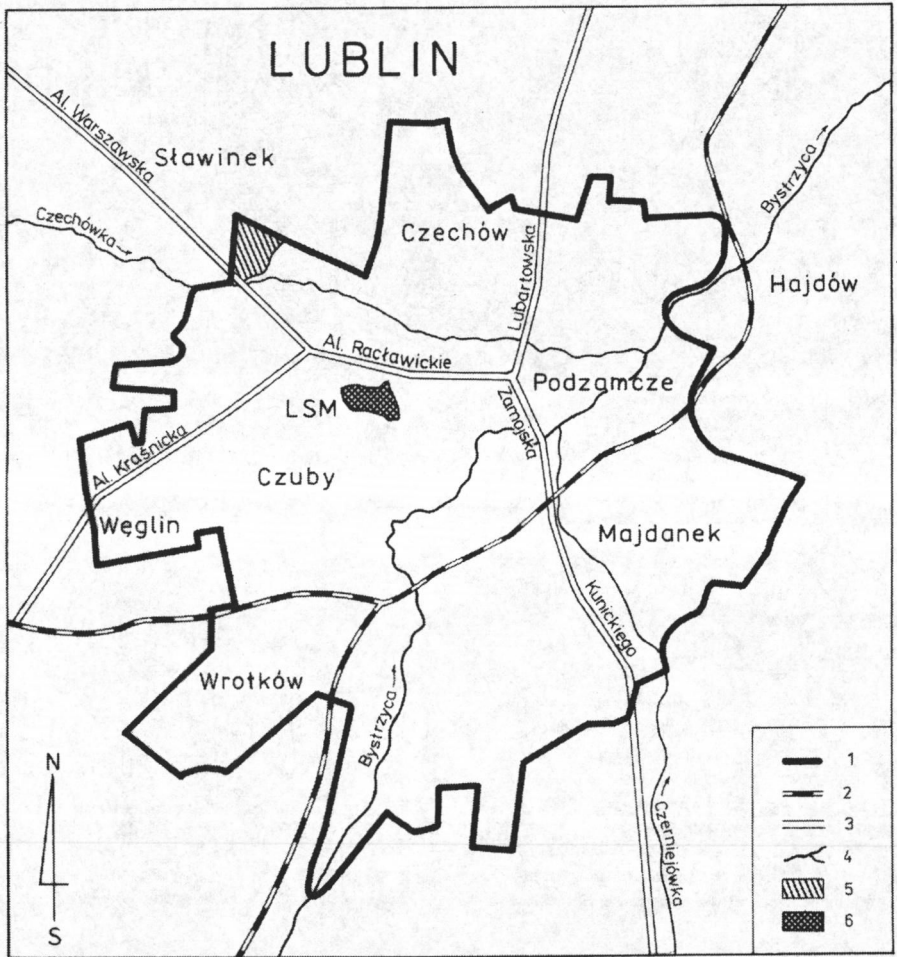 LUBLIN
Al. Warszawska
Sławinek
Czechówka →
Czechów
Lubartowska
Bystrzyca →
Hajdów
Al. Racławickie
Podzamcze
LSM
Zamojska
Al. Kraśnicka
Czuby
Węglin
Majdanek
Kunickiego
Wrotków
Bystrzyca →
Czerniejówka
N
S
1
2
3
4
5
6